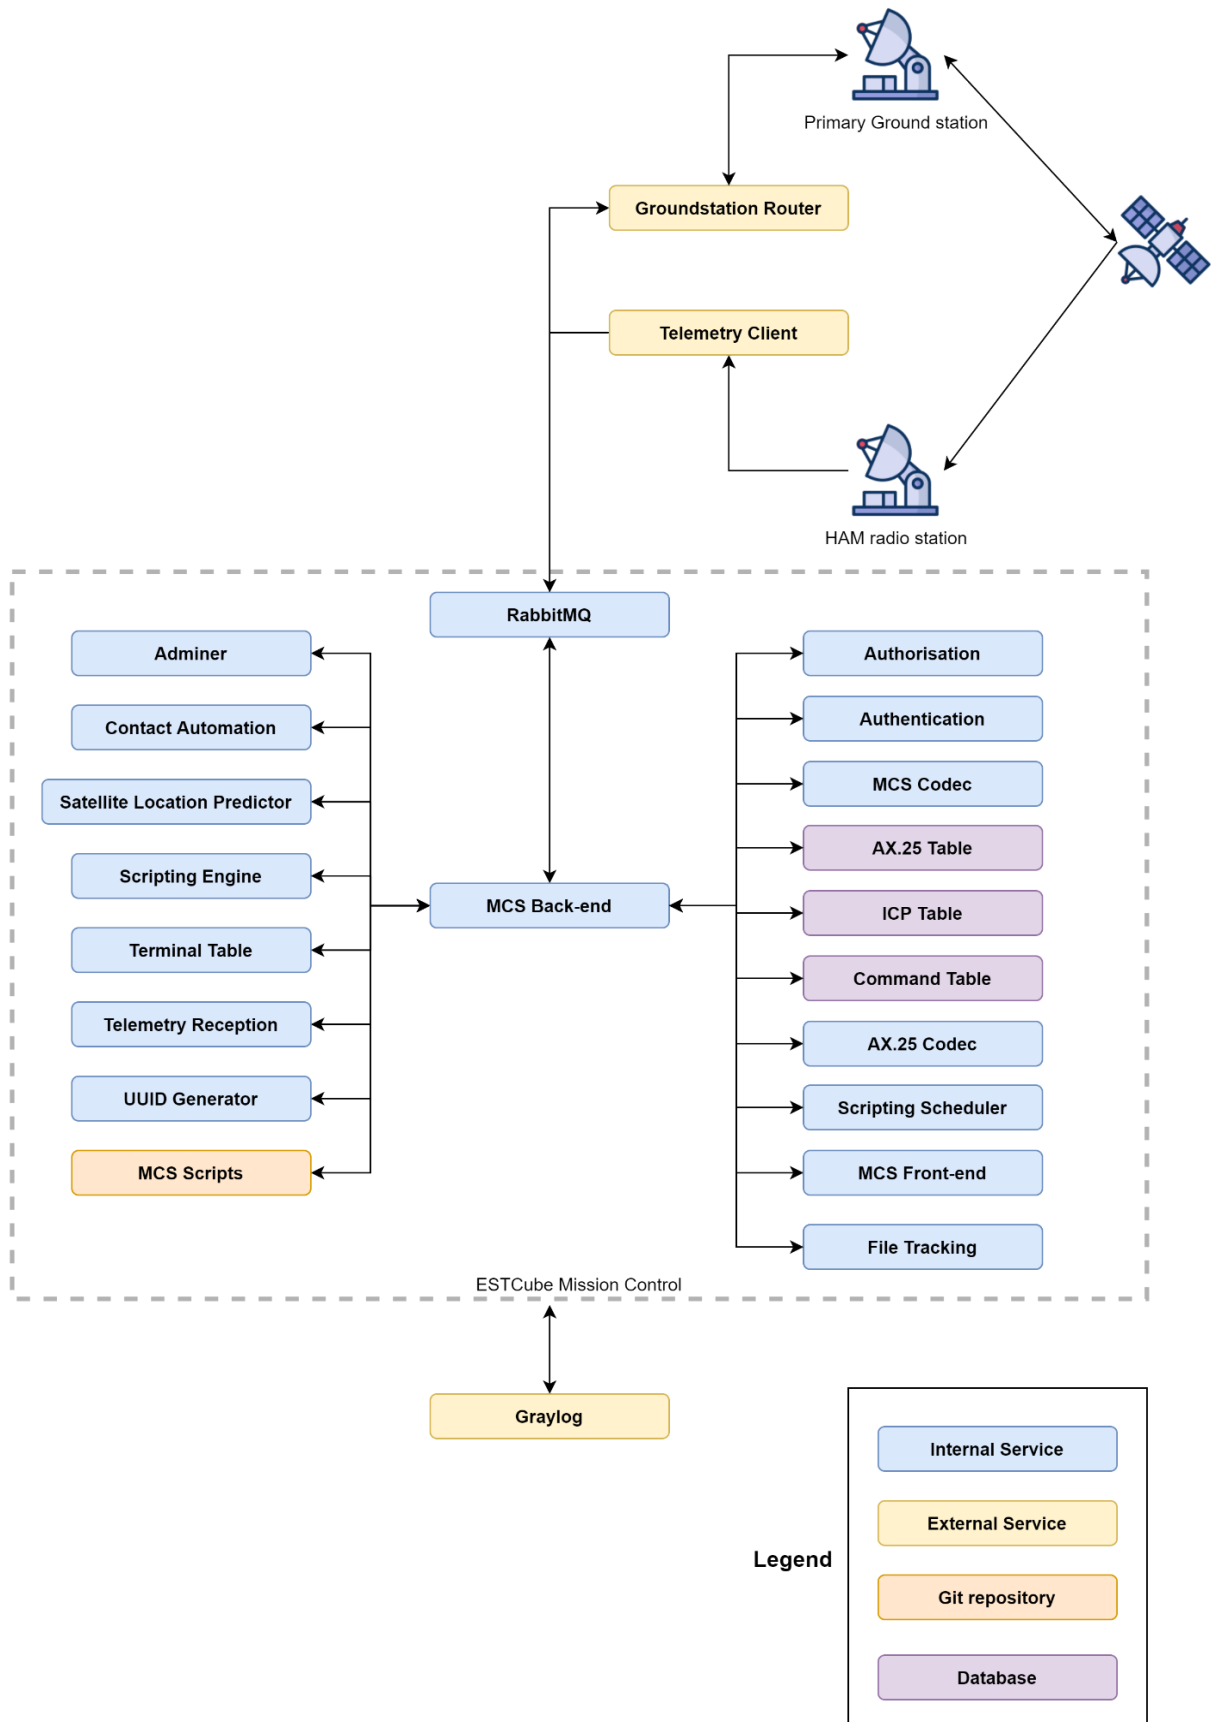 Primary Ground station
Groundstation Router
Telemetry Client
HAM radio station
RabbitMQ
Adminer
Contact Automation
Satellite Location Predictor
Scripting Engine
Terminal Table
Telemetry Reception
UUID Generator
MCS Scripts
MCS Back-end
Authorisation
Authentication
MCS Codec
AX.25 Table
ICP Table
Command Table
AX.25 Codec
Scripting Scheduler
MCS Front-end
File Tracking
ESTCube Mission Control
Graylog
Legend
Internal Service
External Service
Git repository
Database